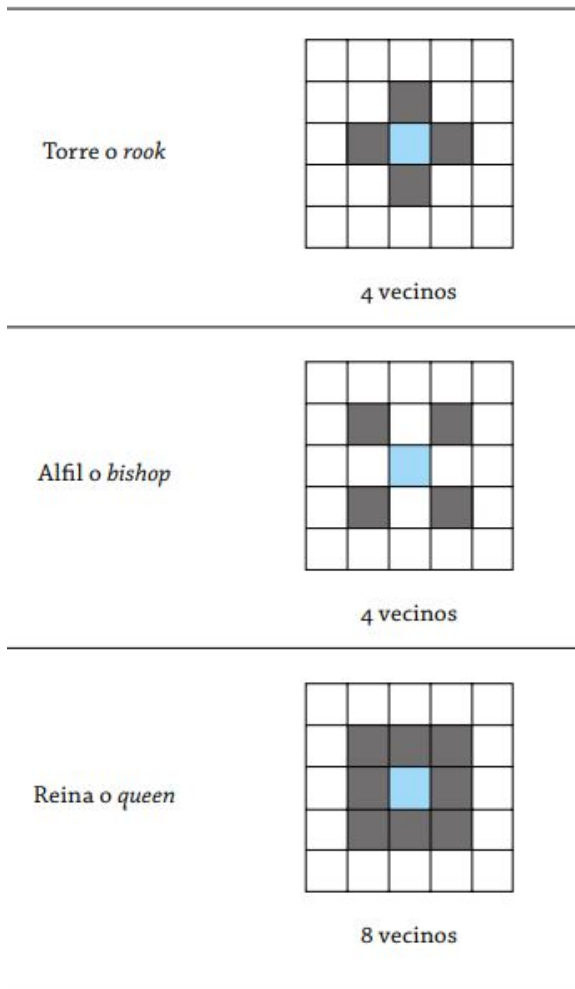 Torre o rook
4 vecinos
Alfil o bishop
4 vecinos
Reina o queen
8 vecinos